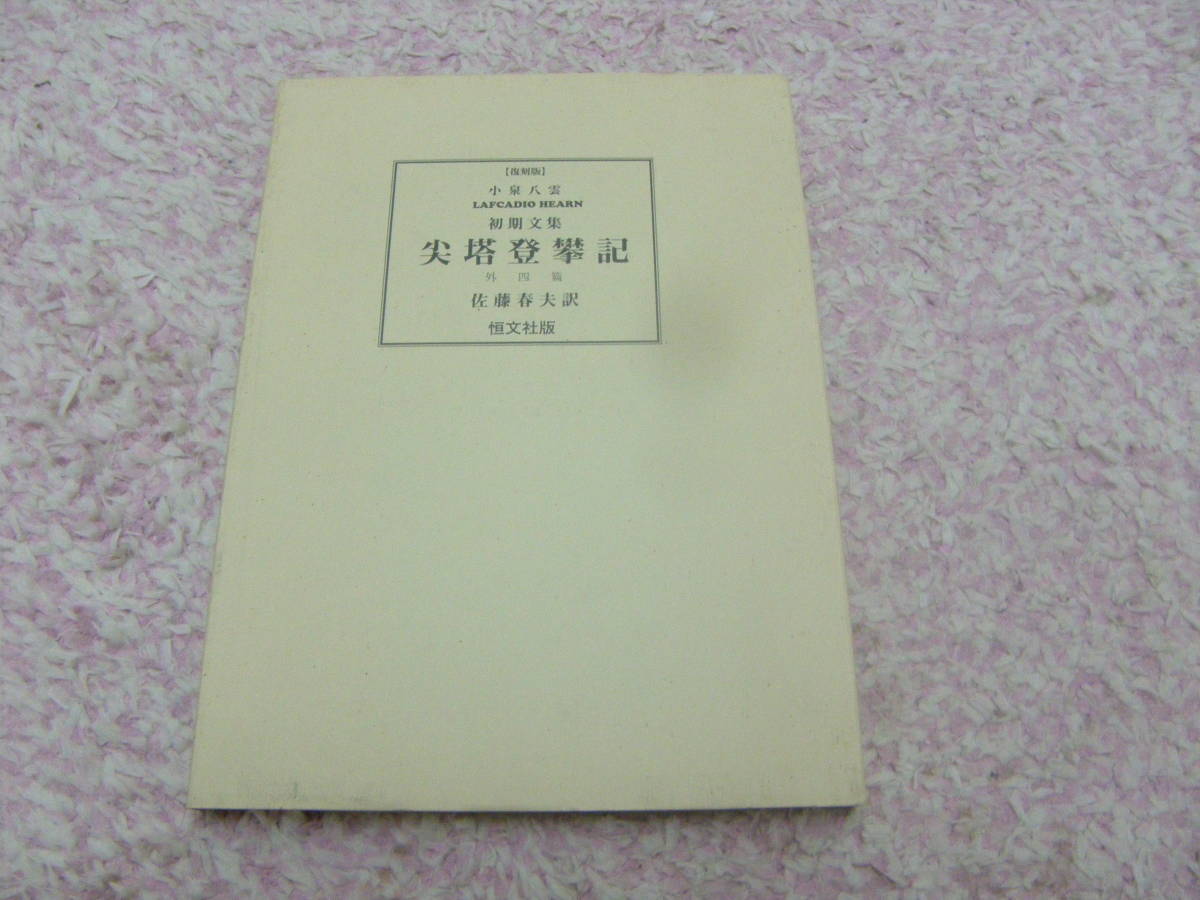 【復刻版】
小泉八雲
LAFCADIO HEARN
初期文集
尖塔登攀記
外四篇
佐藤春夫訳
恒文社版